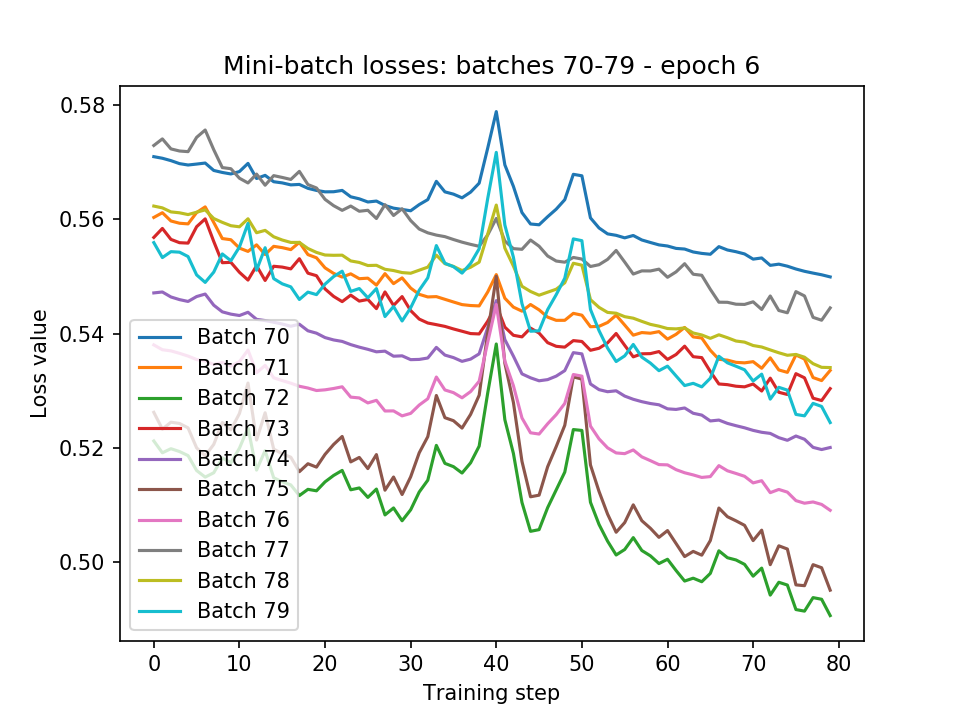 Mini-batch losses: batches 70-79 - epoch 6
0.58
0.56
0.54
0.52
0.50
Loss value
Batch 70
Batch 71
Batch 72
Batch 73
Batch 74
Batch 75
Batch 76
Batch 77
Batch 78
Batch 79
0 10 20 30 40 50 60 70 80
Training step